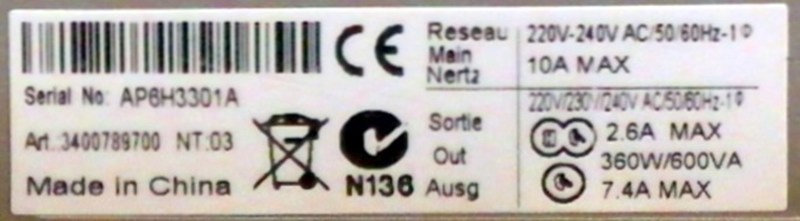 Serial No: AP6H3301A
Art.:3400789700 NT:03
Made in China
CE
N136
Reseau
Main
Nertz
220V-240V AC/50/60Hz-1Φ
10A MAX
Sortie
Out
Ausg
220V/230V/240V AC/50/60Hz-1Φ
2.6A MAX
360W/600VA
7.4A MAX